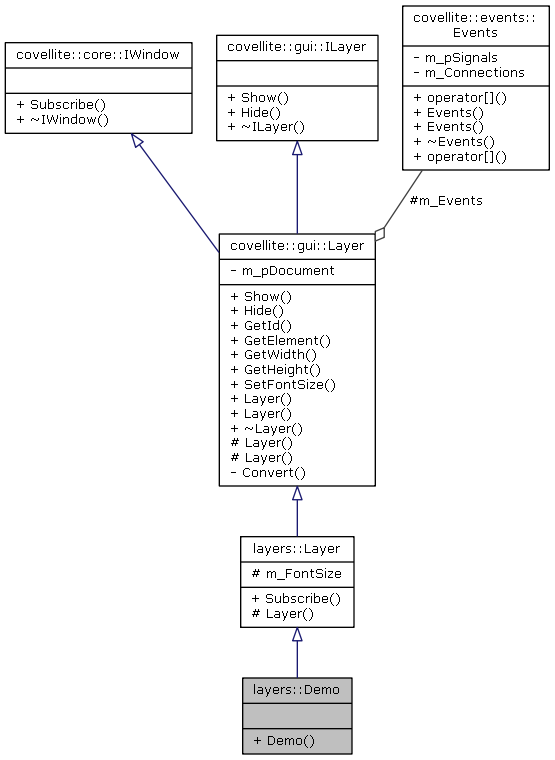 covellite::core::IWindow
+ Subscribe()
+ ~IWindow()
covellite::gui::ILayer
+ Show()
+ Hide()
+ ~ILayer()
covellite::events::
Events
- m_pSignals
- m_Connections
+ operator[]()
+ Events()
+ Events()
+ ~Events()
+ operator[]()
#m_Events
covellite::gui::Layer
- m_pDocument
+ Show()
+ Hide()
+ GetId()
+ GetElement()
+ GetWidth()
+ GetHeight()
+ SetFontSize()
+ Layer()
+ Layer()
+ ~Layer()
# Layer()
# Layer()
- Convert()
layers::Layer
# m_FontSize
+ Subscribe()
# Layer()
layers::Demo
+ Demo()